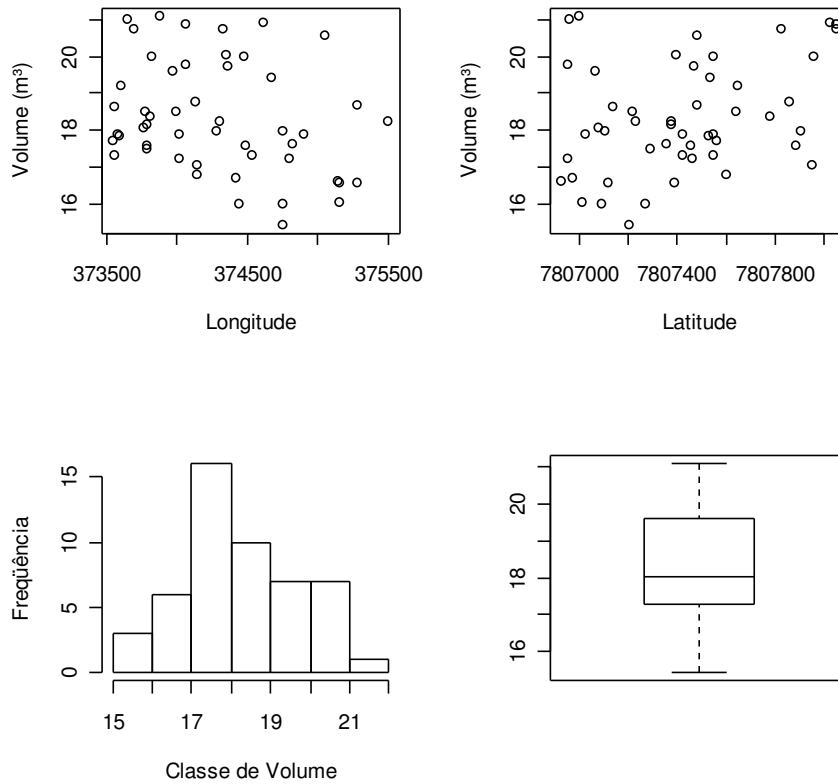 Volume (m³)
16 18 20
373500 374500 375500
Longitude
Volume (m³)
16 18 20
7807000 7807400 7807800
Latitude
Freqüência
0 5 10 15
15 17 19 21
Classe de Volume
16 18 20